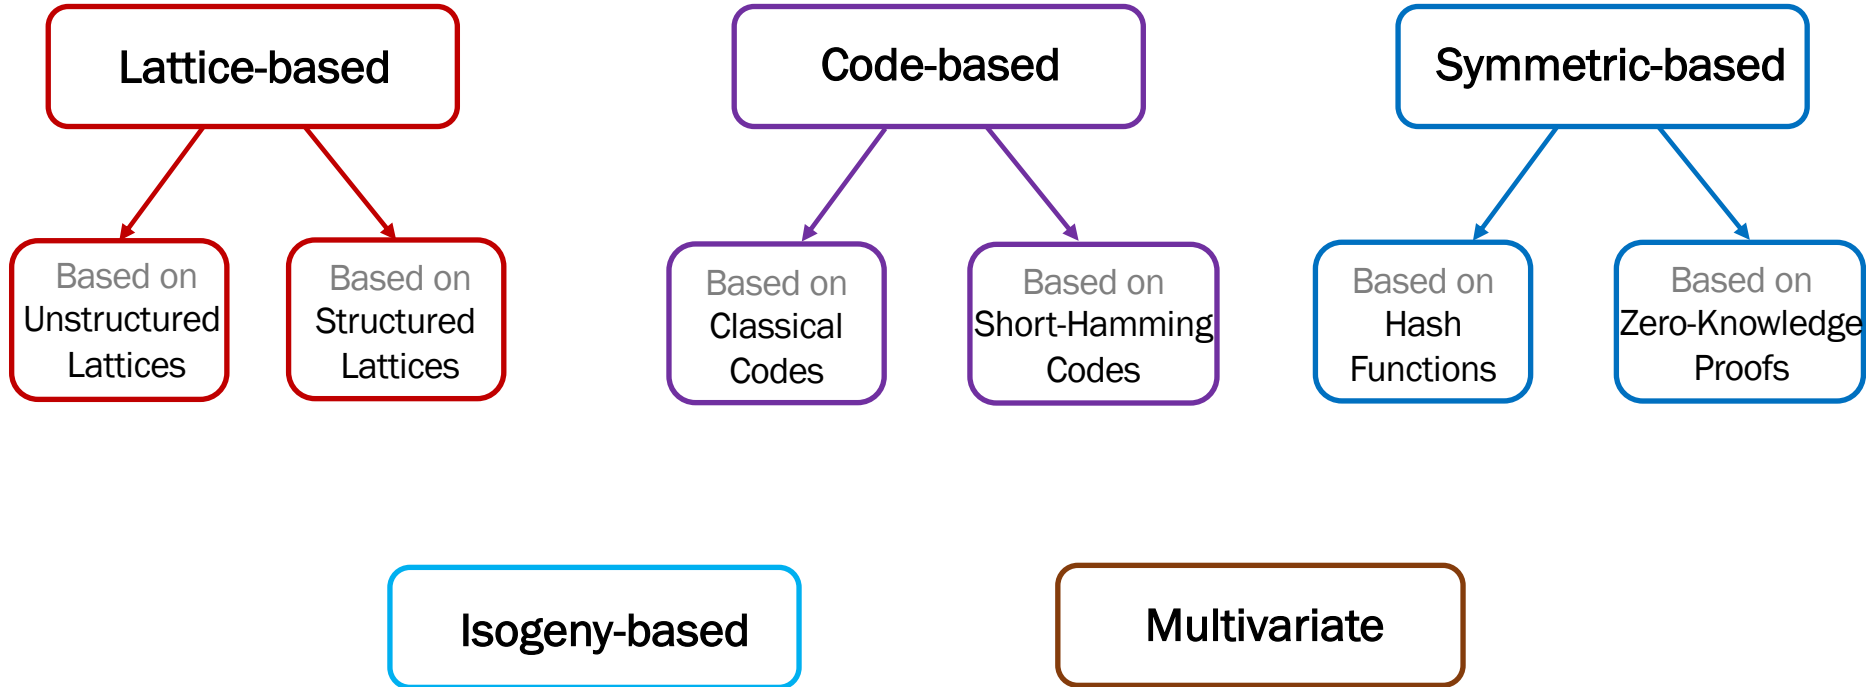 Lattice-based
Code-based
Symmetric-based
Based on
Unstructured
Lattices
Based on
Structured
Lattices
Based on
Classical
Codes
Based on
Short-Hamming
Codes
Based on
Hash
Functions
Based on
Zero-Knowledge
Proofs
Isogeny-based
Multivariate